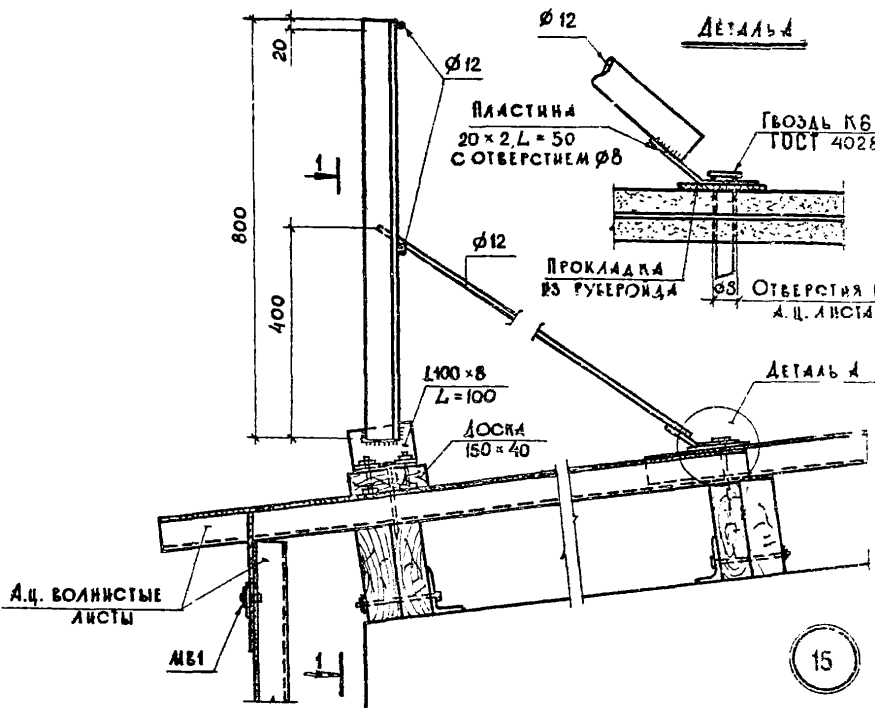 20
Ø12
800
1
400
Ø12
L100×8
L=100
ДОСКА
150×40
А.Ц. ВОЛНИСТЫЕ
ЛИСТЫ
МВ1
1
ДЕТАЛЬ А
Ø12
ПЛАСТИНА
20×2, L=50
С ОТВЕРСТИЕМ Ø8
ГВОЗДЬ К6
ГОСТ 4028
ПРОКЛАДКА
ИЗ РУБЕРОИДА
Ø8
ОТВЕРСТИЯ
А.Ц. ЛИСТА
ДЕТАЛЬ А
15